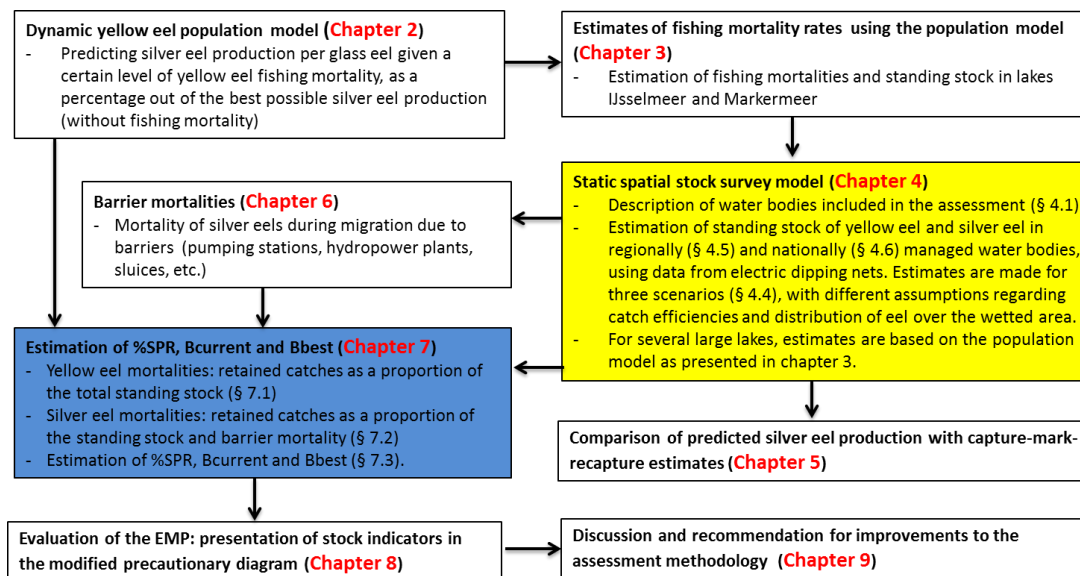 Dynamic yellow eel population model (Chapter 2)
- Predicting silver eel production per glass eel given a
certain level of yellow eel fishing mortality, as a
percentage out of the best possible silver eel production
(without fishing mortality)
Estimates of fishing mortality rates using the population model
(Chapter 3)
- Estimation of fishing mortalities and standing stock in lakes
IJsselmeer and Markermeer
Barrier mortalities (Chapter 6)
- Mortality of silver eels during migration due to
barriers (pumping stations, hydropower plants,
sluices, etc.)
Static spatial stock survey model (Chapter 4)
- Description of water bodies included in the assessment (§ 4.1)
- Estimation of standing stock of yellow eel and silver eel in
regionally (§ 4.5) and nationally (§ 4.6) managed water bodies,
using data from electric dipping nets. Estimates are made for
three scenarios (§ 4.4), with different assumptions regarding
catch efficiencies and distribution of eel over the wetted area.
- For several large lakes, estimates are based on the population
model as presented in chapter 3.
Estimation of %SPR, Bcurrent and Bbest (Chapter 7)
- Yellow eel mortalities: retained catches as a proportion of
the total standing stock (§ 7.1)
- Silver eel mortalities: retained catches as a proportion of
the standing stock and barrier mortality (§ 7.2)
- Estimation of %SPR, Bcurrent and Bbest (§ 7.3).
Comparison of predicted silver eel production with capture-mark-
recapture estimates (Chapter 5)
Evaluation of the EMP: presentation of stock indicators in
the modified precautionary diagram (Chapter 8)
Discussion and recommendation for improvements to the
assessment methodology (Chapter 9)